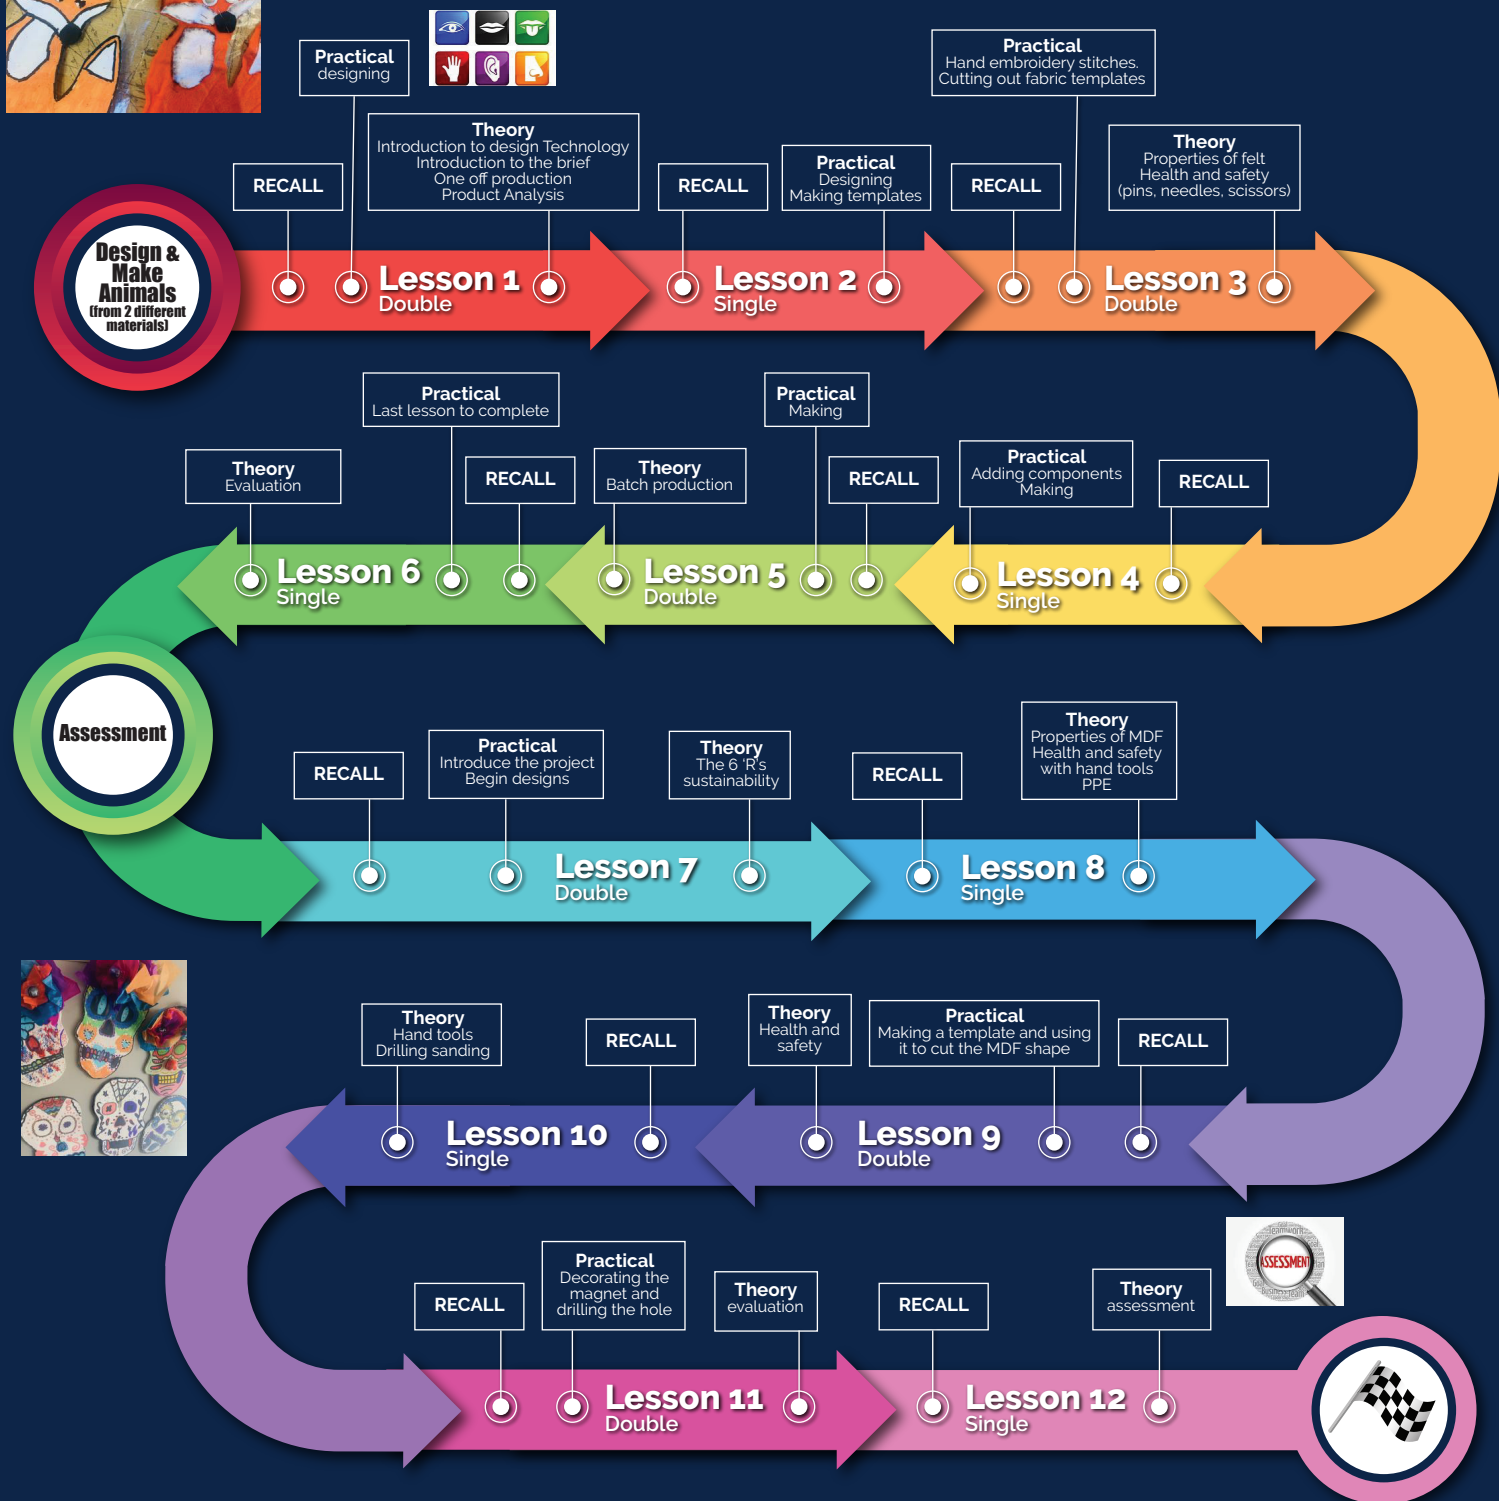 Practical
designing
Practical
Hand embroidery stitches.
Cutting out fabric templates
Theory
Introduction to design Technology
Introduction to the brief
One off production
Product Analysis
Theory
Properties of felt
Health and safety
(pins, needles, scissors)
RECALL
RECALL
Practical
Designing
Making templates
RECALL
Design &
Make
Animals
(from 2 different
materials)
Lesson 1
Double
Lesson 2
Single
Lesson 3
Double
Practical
Last lesson to complete
Practical
Making
Theory
Evaluation
RECALL
Theory
Batch production
RECALL
Practical
Adding components
Making
RECALL
Lesson 6
Single
Lesson 5
Double
Lesson 4
Single
Assessment
RECALL
Practical
Introduce the project
Begin designs
Theory
The 6 'R's
sustainability
RECALL
Theory
Properties of MDF
Health and safety
with hand tools
PPE
Lesson 7
Double
Lesson 8
Single
Theory
Hand tools
Drilling sanding
RECALL
Theory
Health and
safety
Practical
Making a template and using
it to cut the MDF shape
RECALL
Lesson 10
Single
Lesson 9
Double
Teamwork
ASSESSMENT
RECALL
Practical
Decorating the
magnet and
drilling the hole
Theory
evaluation
RECALL
Theory
assessment
Lesson 11
Double
Lesson 12
Single